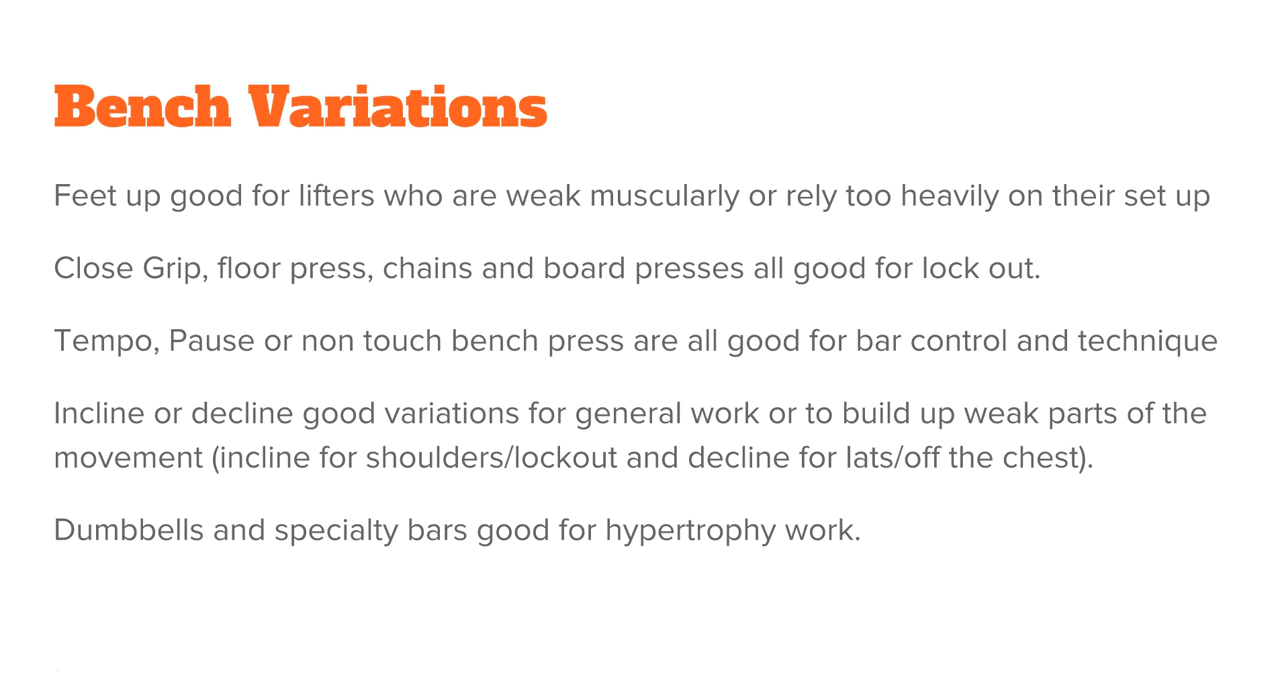 Bench Variations
Feet up good for lifters who are weak muscularly or rely too heavily on their set up
Close Grip, floor press, chains and board presses all good for lock out.
Tempo, Pause or non touch bench press are all good for bar control and technique
Incline or decline good variations for general work or to build up weak parts of the
movement (incline for shoulders/lockout and decline for lats/off the chest).
Dumbbells and specialty bars good for hypertrophy work.